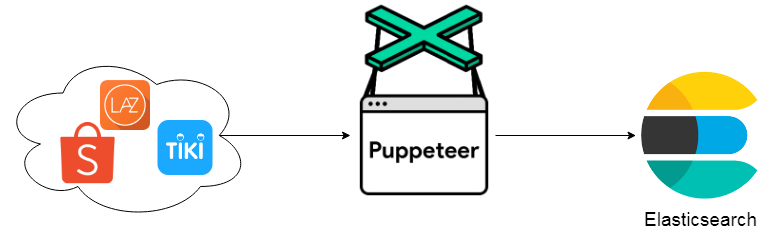 LAZ
S
TIKI
Puppeteer
Elasticsearch